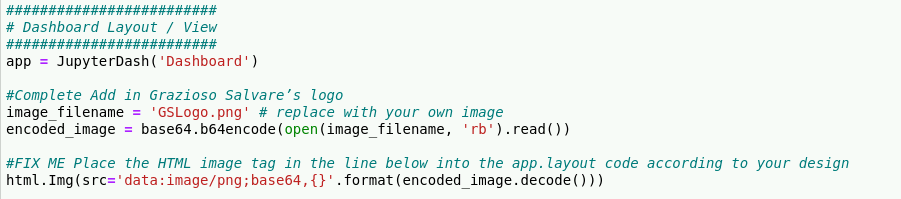 #########################
# Dashboard Layout / View
#########################
app = JupyterDash('Dashboard')
#Complete Add in Grazioso Salvare’s logo
image_filename = 'GSLogo.png' # replace with your own image
encoded_image = base64.b64encode(open(image_filename, 'rb').read())
#FIX ME Place the HTML image tag in the line below into the app.layout code according to your design
html.Img(src='data:image/png;base64,{}'.format(encoded_image.decode()))